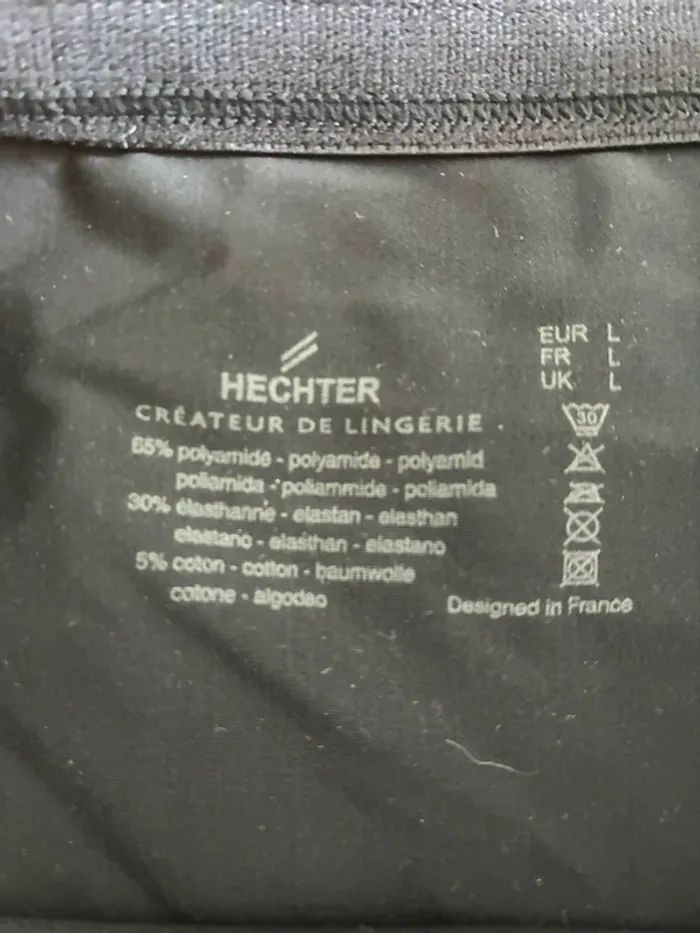 HECHTER
CRÉATEUR DE LINGERIE
65% polyamide - polyamide - polyamid
poliamida - poliammide - poliamida
30% élasthanne - elastan - elasthan
elastano - elasthan - elastano
5% coton - cotton - baumwolle
cotone - algodao
EUR L
FR L
UK L
30
Designed in France